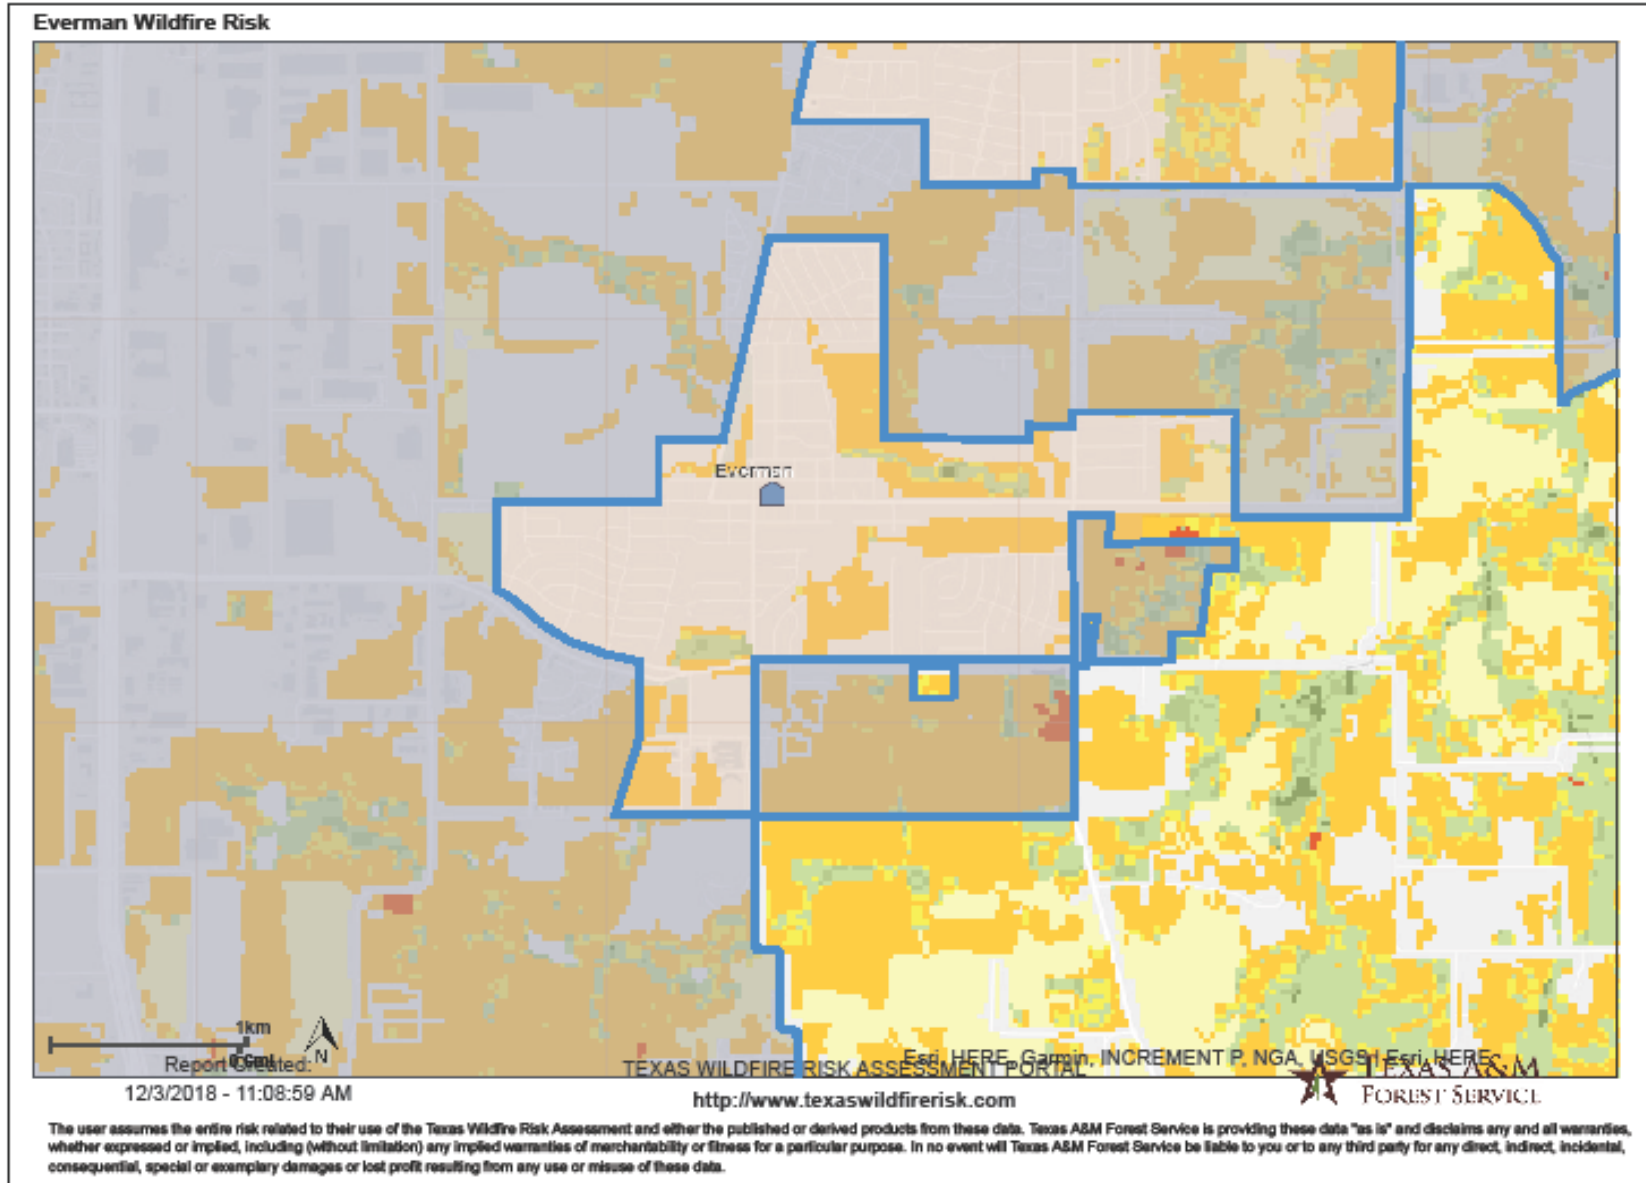 Everman Wildfire Risk
Everman
1km
0.6mi
N
Report Created:
12/3/2018 - 11:08:59 AM
TEXAS WILDFIRE RISK ASSESSMENT PORTAL
http://www.texaswildfirerisk.com
Esri, HERE, Garmin, INCREMENT P, NGA, USGS | Esri, HERE
TEXAS A&M
FOREST SERVICE
The user assumes the entire risk related to their use of the Texas Wildfire Risk Assessment and either the published or derived products from these data. Texas A&M Forest Service is providing these data "as is" and disclaims any and all warranties,
whether expressed or implied, including (without limitation) any implied warranties of merchantability or fitness for a particular purpose. In no event will Texas A&M Forest Service be liable to you or to any third party for any direct, indirect, incidental,
consequential, special or exemplary damages or lost profit resulting from any use or misuse of these data.